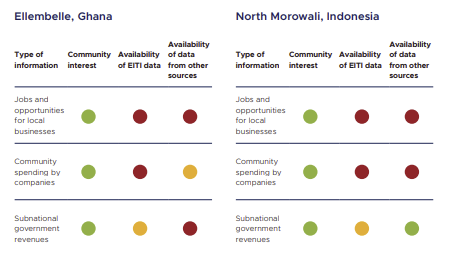 Ellembelle, Ghana
Type of
information
Community
interest
Availability
of EITI data
Availability
of data
from other
sources
Jobs and
opportunities
for local
businesses
Community
spending by
companies
Subnational
government
revenues
North Morowali, Indonesia
Type of
information
Community
interest
Availability
of EITI data
Availability
of data
from other
sources
Jobs and
opportunities
for local
businesses
Community
spending by
companies
Subnational
government
revenues